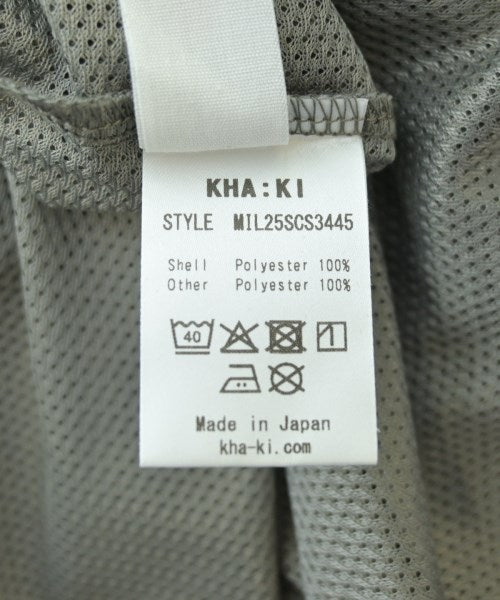 KHA:KI
STYLE MIL25SCS3445
Shell Polyester 100%
Other Polyester 100%
40
Made in Japan
kha-ki.com